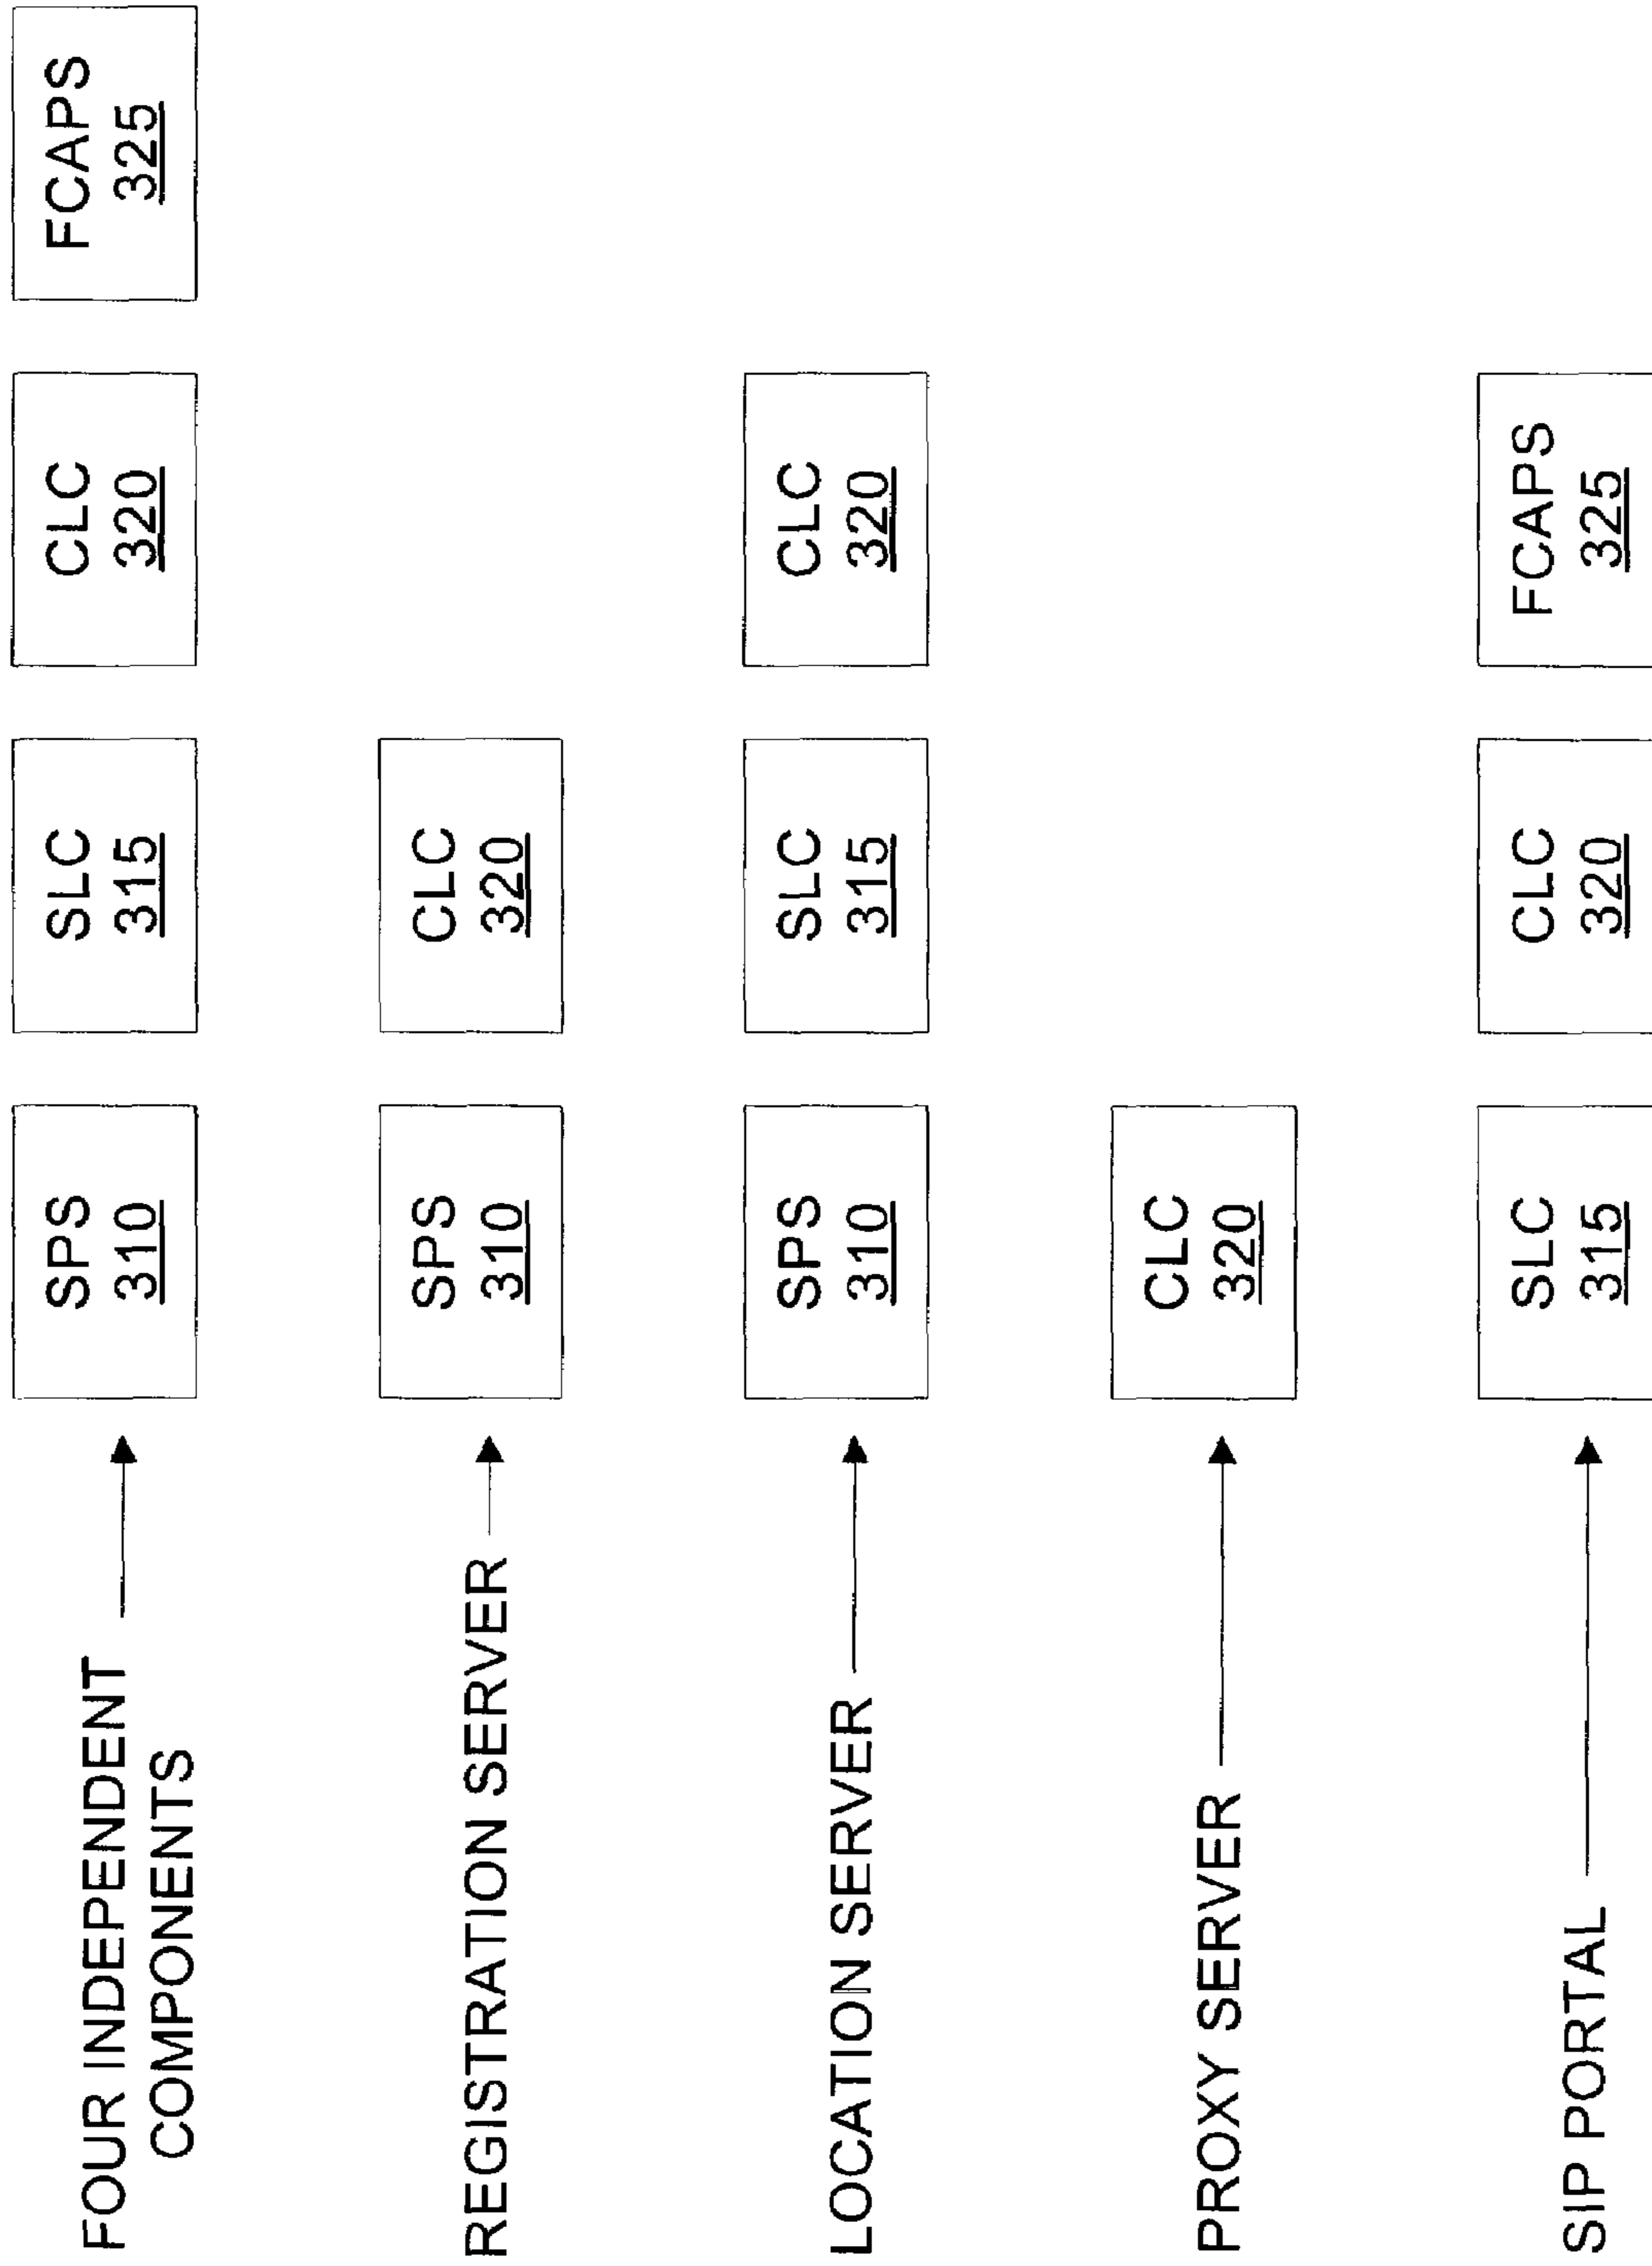 FOUR INDEPENDENT
COMPONENTS
SPS
310
SLC
315
CLC
320
FCAPS
325
REGISTRATION SERVER
SPS
310
CLC
320
LOCATION SERVER
SPS
310
SLC
315
CLC
320
PROXY SERVER
CLC
320
SIP PORTAL
SLC
315
CLC
320
FCAPS
325